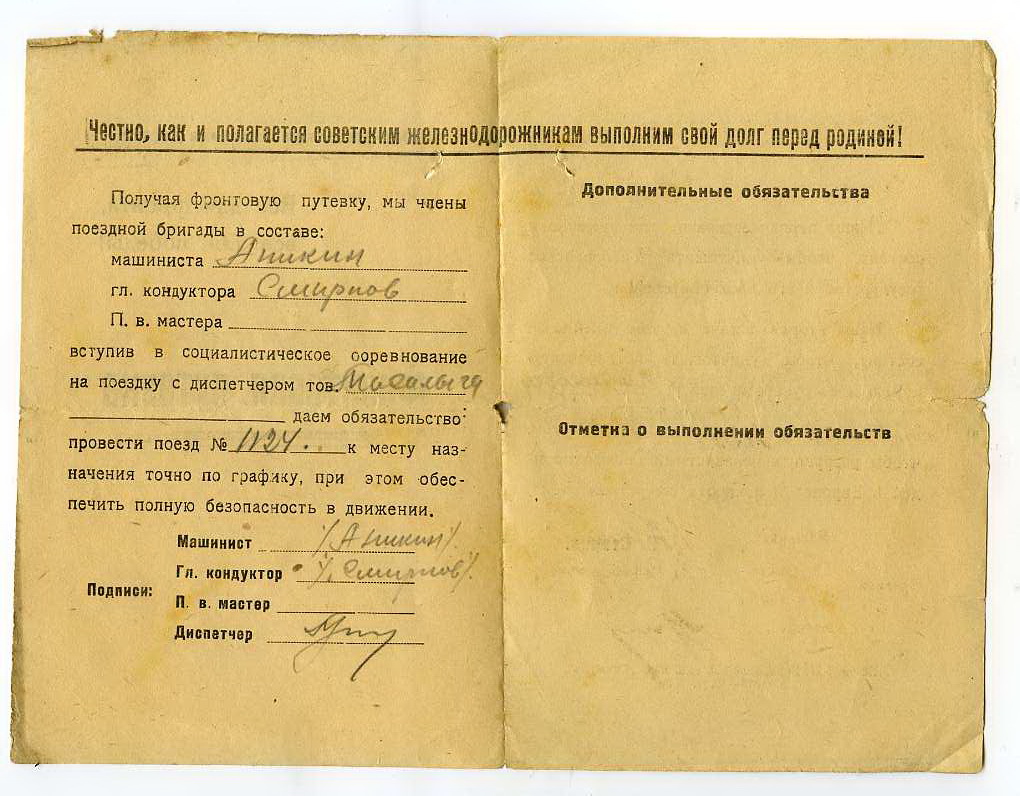 Честно, как и полагается советским железнодорожникам выполним свой долг перед родиной!
Получая фронтовую путевку, мы члены
поездной бригады в составе:
машиниста Аникин
гл. кондуктора Смирнов
П. в. мастера
вступив в социалистическое соревнование
на поездку с диспетчером тов.
даем обязательство
провести поезд № 1124 к месту наз-
начения точно по графику, при этом обес-
печить полную безопасность в движении.
Подписи:
Машинист /Аникин/.
Гл. кондуктор /Смирнов/.
П. в. мастер
Диспетчер
Дополнительные обязательства
Отметка о выполнении обязательств